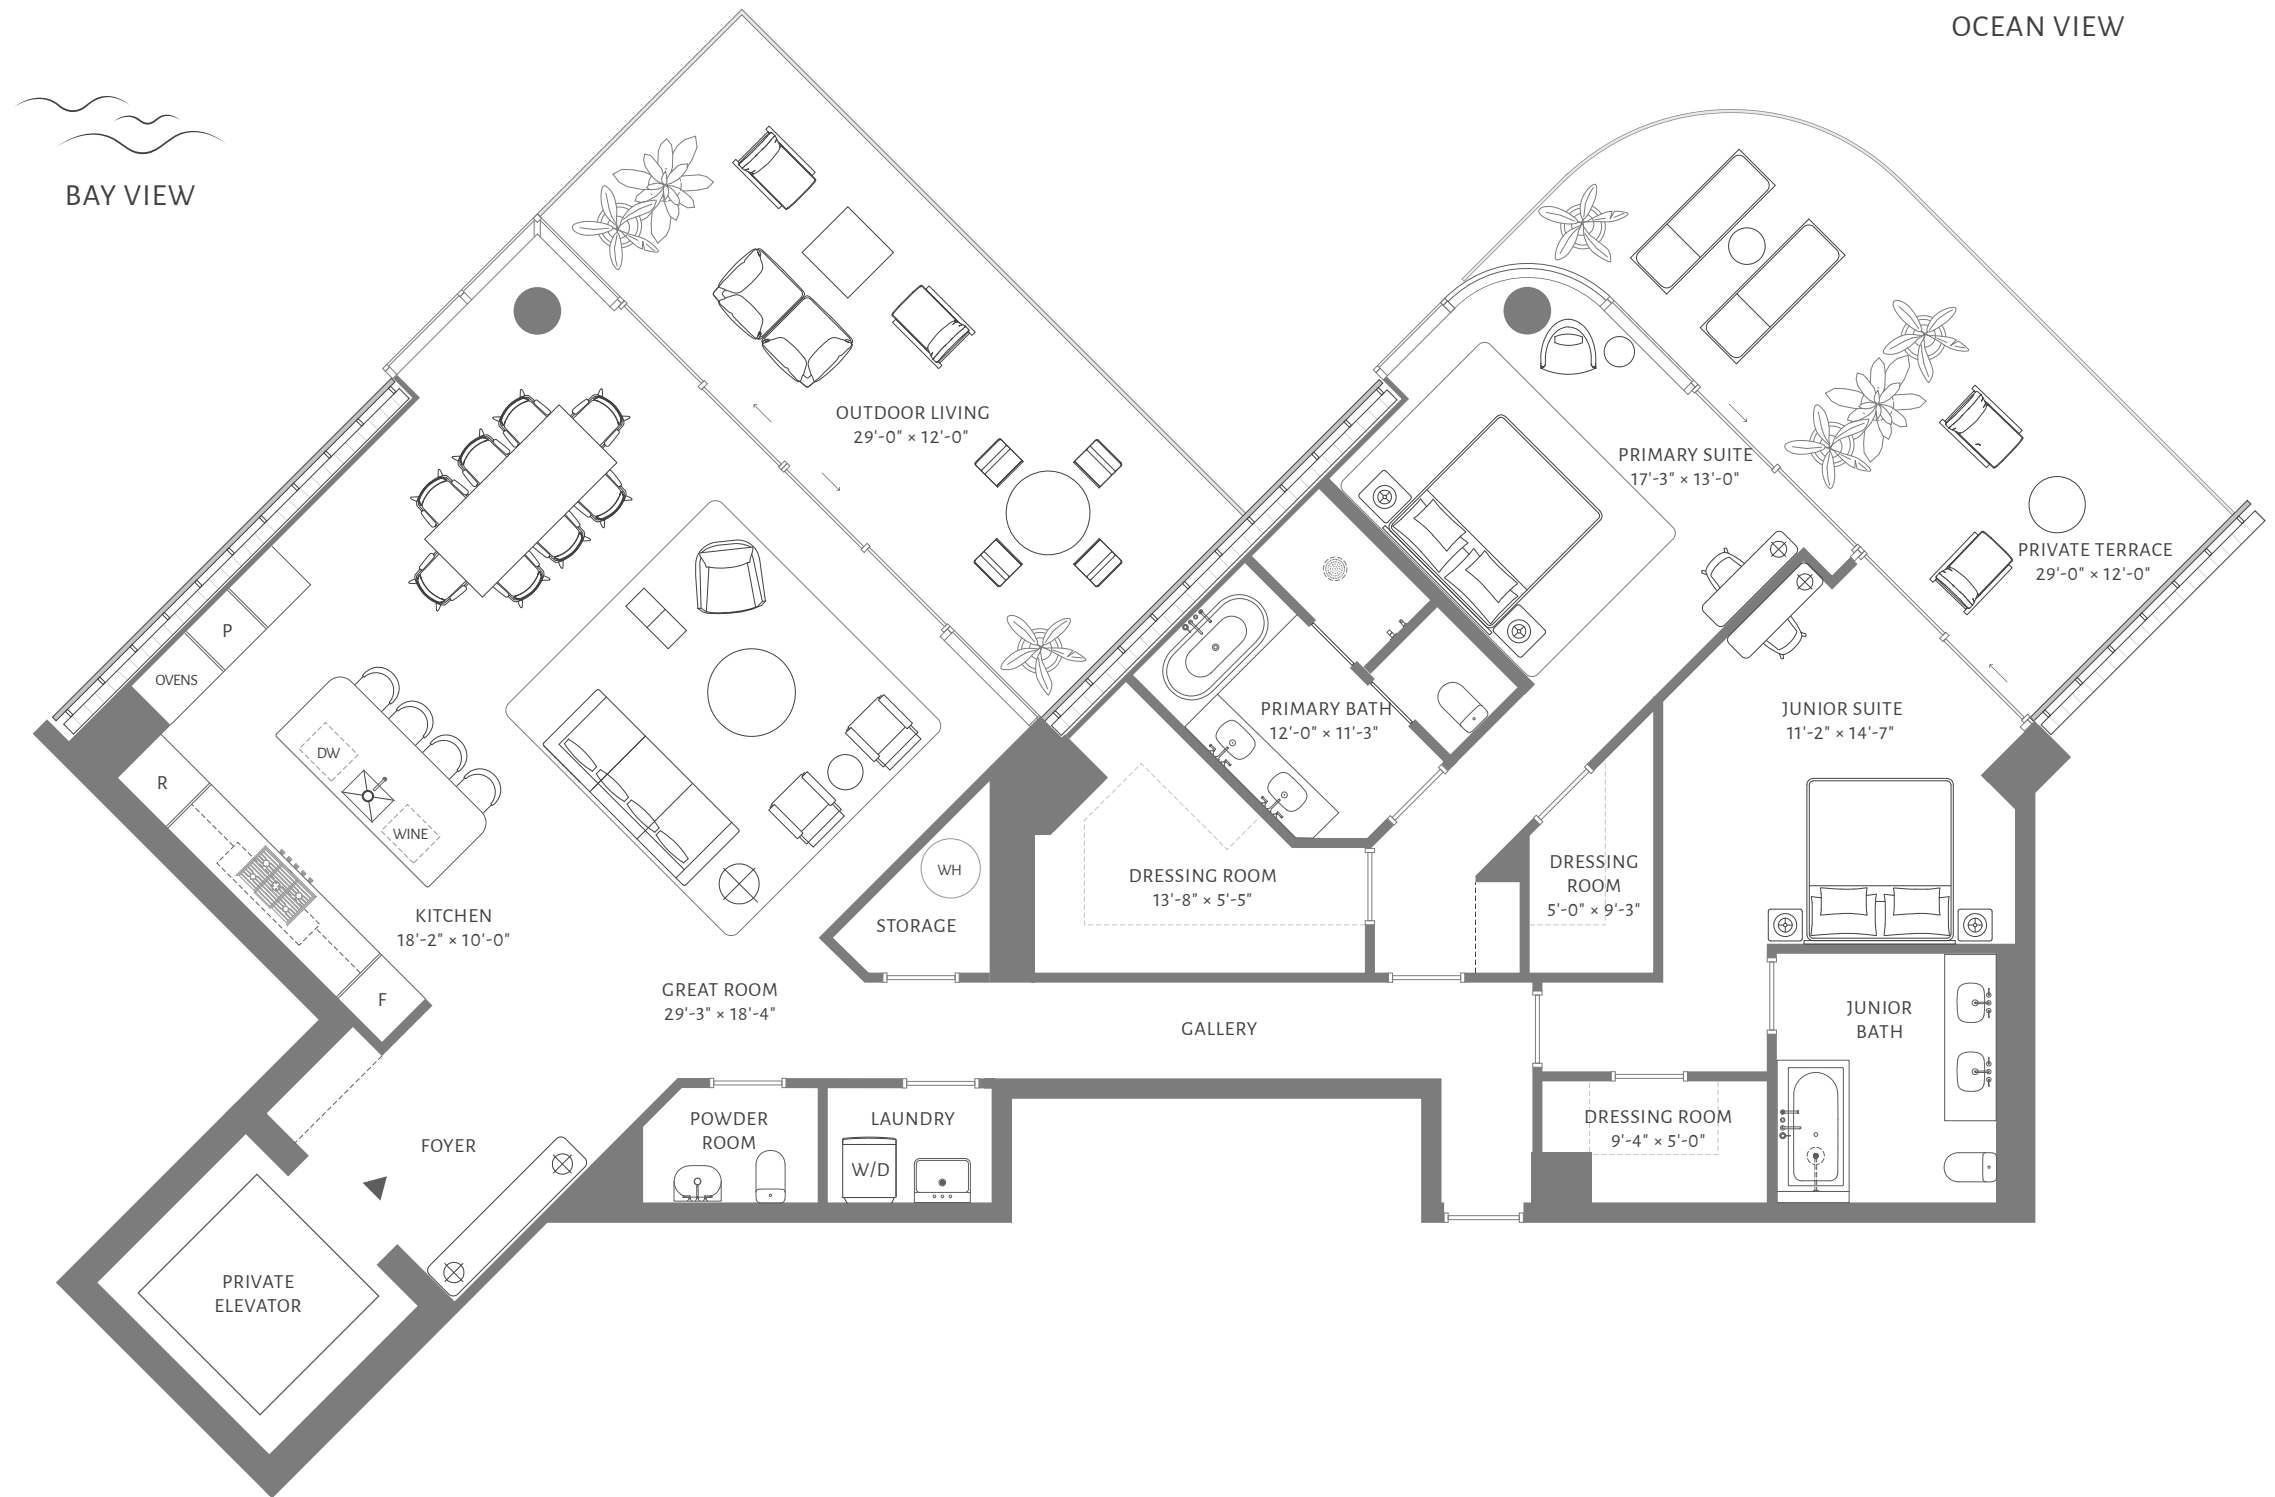 OCEAN VIEW
BAY VIEW
OUTDOOR LIVING
29'-0" × 12'-0"
PRIMARY SUITE
17'-3" × 13'-0"
PRIVATE TERRACE
29'-0" × 12'-0"
P
OVENS
DW
R
WINE
PRIMARY BATH
12'-0" × 11'-3"
JUNIOR SUITE
11'-2" × 14'-7"
KITCHEN
18'-2" × 10'-0"
F
WH
STORAGE
DRESSING ROOM
13'-8" × 5'-5"
DRESSING
ROOM
5'-0" × 9'-3"
GREAT ROOM
29'-3" × 18'-4"
GALLERY
JUNIOR
BATH
FOYER
POWDER
ROOM
LAUNDRY
W/D
DRESSING ROOM
9'-4" × 5'-0"
PRIVATE
ELEVATOR